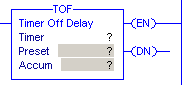 TOF
Timer Off Delay
(EN)
Timer ?
Preset ?
(DN)
Accum ?